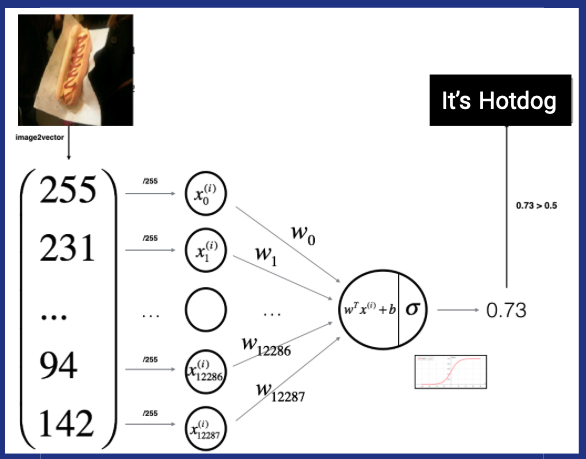 It's Hotdog
image2vector
255
/255
x_0^{(i)}
w_0
0.73 > 0.5
231
/255
x_1^{(i)}
w_1
...
...
...
w^T x^{(i)} + b
σ
0.73
94
/255
x_{12286}^{(i)}
w_{12286}
142
/255
x_{12287}^{(i)}
w_{12287}